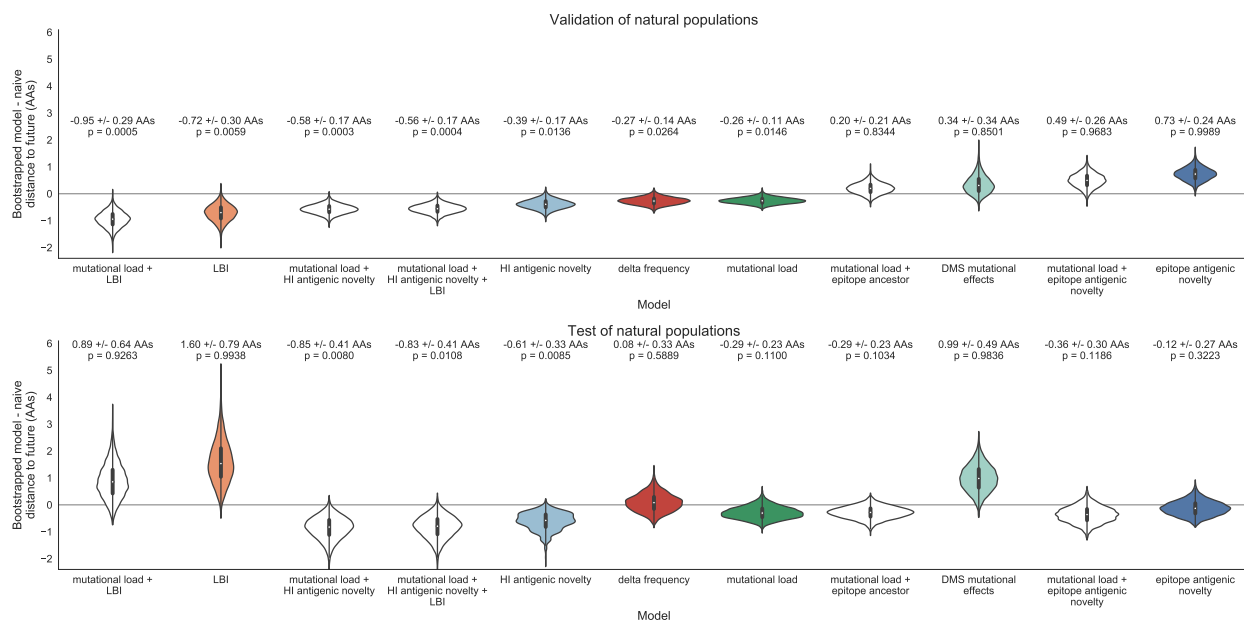 Validation of natural populations
Bootstrapped model - naive
distance to future (AAs)
6
5
4
3
2
1
0
−1
−2
-0.95 +/- 0.29 AAs
p = 0.0005
-0.72 +/- 0.30 AAs
p = 0.0059
-0.58 +/- 0.17 AAs
p = 0.0003
-0.56 +/- 0.17 AAs
p = 0.0004
-0.39 +/- 0.17 AAs
p = 0.0136
-0.27 +/- 0.14 AAs
p = 0.0264
-0.26 +/- 0.11 AAs
p = 0.0146
0.20 +/- 0.21 AAs
p = 0.8344
0.34 +/- 0.34 AAs
p = 0.8501
0.49 +/- 0.26 AAs
p = 0.9683
0.73 +/- 0.24 AAs
p = 0.9989
mutational load +
LBI
LBI
mutational load +
HI antigenic novelty
mutational load +
HI antigenic novelty +
LBI
HI antigenic novelty
delta frequency
mutational load
mutational load +
epitope ancestor
DMS mutational
effects
mutational load +
epitope antigenic
novelty
epitope antigenic
novelty
Model
Test of natural populations
Bootstrapped model - naive
distance to future (AAs)
6
5
4
3
2
1
0
−1
−2
0.89 +/- 0.64 AAs
p = 0.9263
1.60 +/- 0.79 AAs
p = 0.9938
-0.85 +/- 0.41 AAs
p = 0.0080
-0.83 +/- 0.41 AAs
p = 0.0108
-0.61 +/- 0.33 AAs
p = 0.0085
0.08 +/- 0.33 AAs
p = 0.5889
-0.29 +/- 0.23 AAs
p = 0.1100
-0.29 +/- 0.23 AAs
p = 0.1034
0.99 +/- 0.49 AAs
p = 0.9836
-0.36 +/- 0.30 AAs
p = 0.1186
-0.12 +/- 0.27 AAs
p = 0.3223
mutational load +
LBI
LBI
mutational load +
HI antigenic novelty
mutational load +
HI antigenic novelty +
LBI
HI antigenic novelty
delta frequency
mutational load
mutational load +
epitope ancestor
DMS mutational
effects
mutational load +
epitope antigenic
novelty
epitope antigenic
novelty
Model